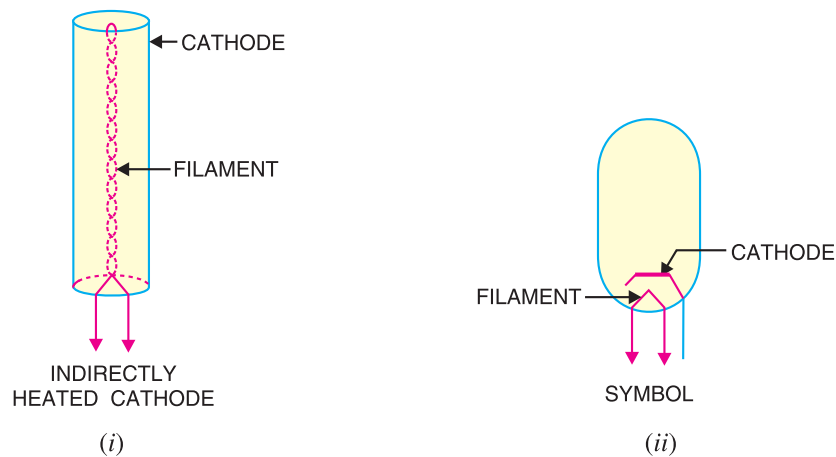 CATHODE
FILAMENT
INDIRECTLY
HEATED CATHODE
(i)
CATHODE
FILAMENT
SYMBOL
(ii)